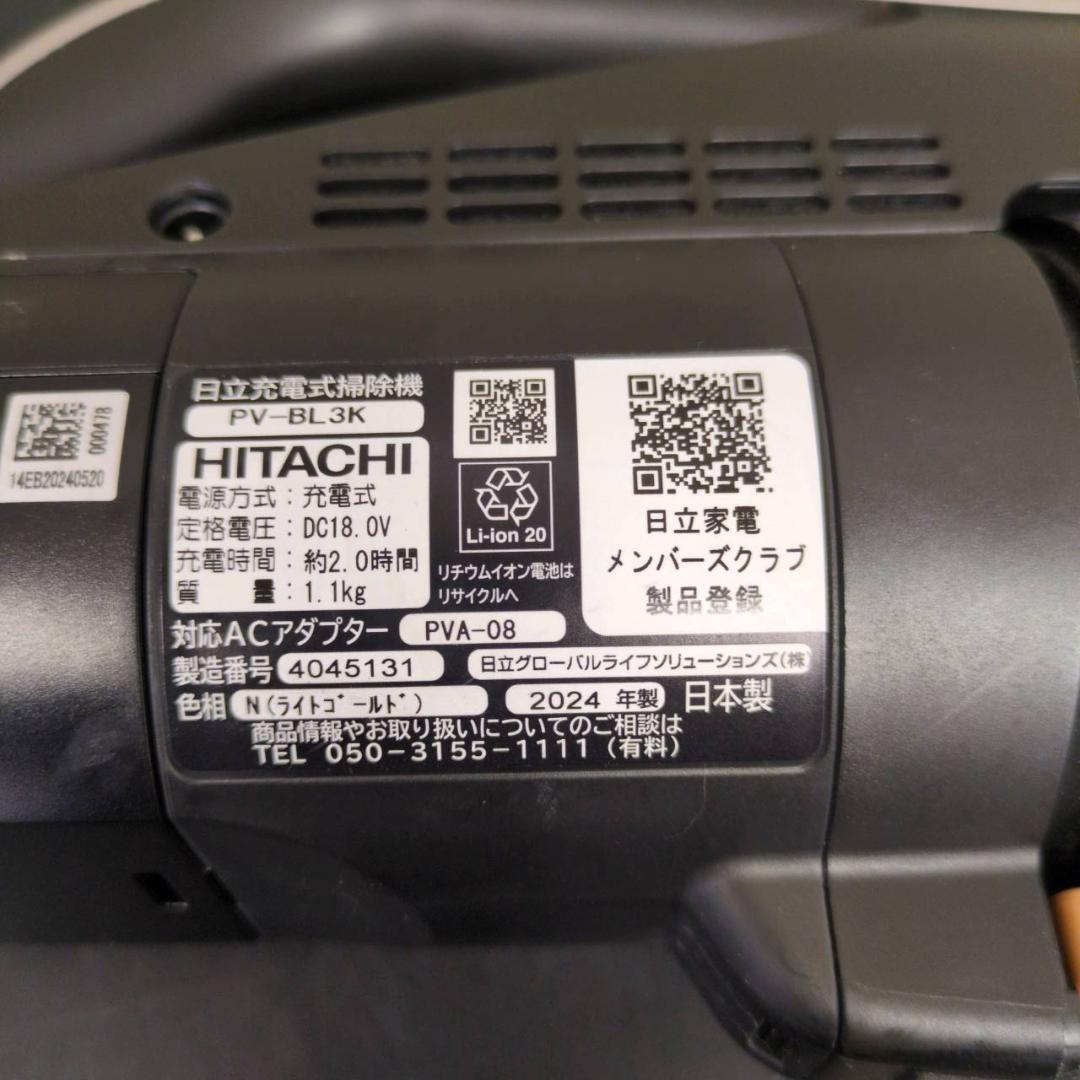 000478
14EB20240520
日立充電式掃除機
PV-BL3K
HITACHI
電源方式：充電式
定格電圧：DC18.0V
充電時間：約2.0時間
質　　量：1.1kg
Li-ion 20
リチウムイオン電池は
リサイクルへ
日立家電
メンバーズクラブ
製品登録
対応ACアダプター PVA-08
製造番号 4045131 日立グローバルライフソリューションズ(株
色相 N(ライトゴールド) 2024 年製 日本製
商品情報やお取り扱いについてのご相談は
TEL 050-3155-1111（有料）